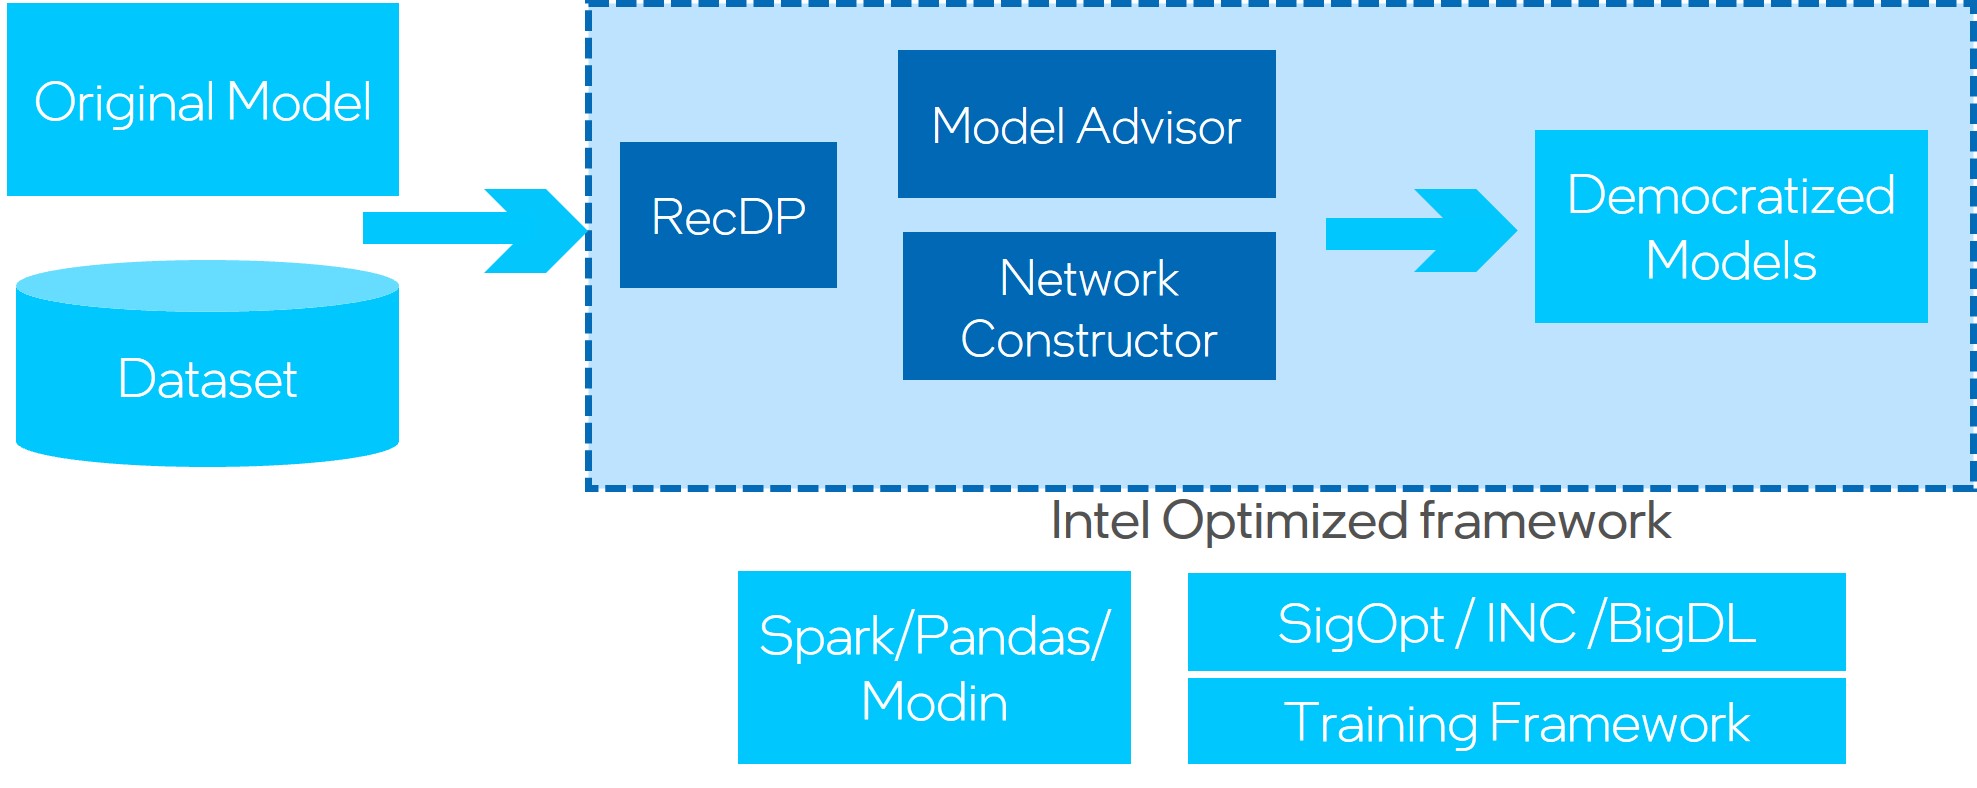 Original Model
Dataset
RecDP
Model Advisor
Network
Constructor
Democratized
Models
Intel Optimized framework
Spark/Pandas/
Modin
SigOpt / INC /BigDL
Training Framework